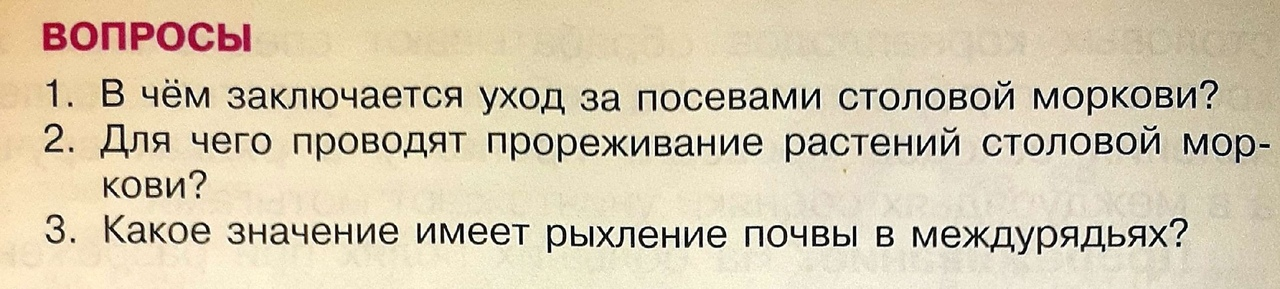 ВОПРОСЫ
1. В чём заключается уход за посевами столовой моркови?
2. Для чего проводят прореживание растений столовой мор-
кови?
3. Какое значение имеет рыхление почвы в междурядьях?